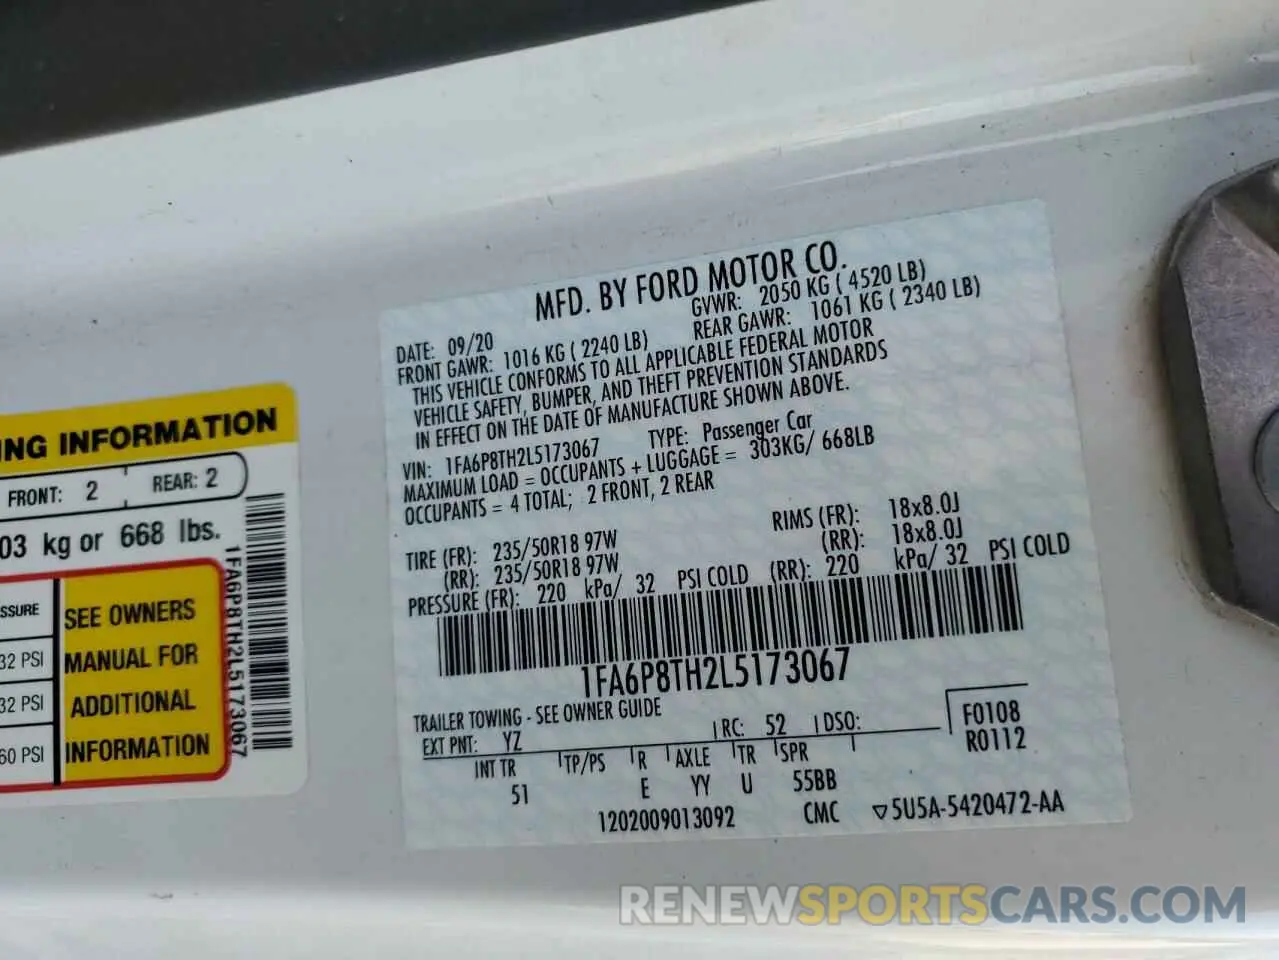 MFD. BY FORD MOTOR CO.
DATE: 09/20 GVWR: 2050 KG ( 4520 LB)
FRONT GAWR: 1016 KG ( 2240 LB) REAR GAWR: 1061 KG ( 2340 LB)
THIS VEHICLE CONFORMS TO ALL APPLICABLE FEDERAL MOTOR
VEHICLE SAFETY, BUMPER, AND THEFT PREVENTION STANDARDS
IN EFFECT ON THE DATE OF MANUFACTURE SHOWN ABOVE.
VIN: 1FA6P8TH2L5173067 TYPE: Passenger Car
MAXIMUM LOAD = OCCUPANTS + LUGGAGE = 303KG/ 668LB
OCCUPANTS = 4 TOTAL; 2 FRONT, 2 REAR
TIRE (FR): 235/50R18 97W RIMS (FR): 18x8.0J
(RR): 235/50R18 97W (RR): 18x8.0J
PRESSURE (FR): 220 kPa/ 32 PSI COLD (RR): 220 kPa/ 32 PSI COLD
1FA6P8TH2L5173067
TRAILER TOWING - SEE OWNER GUIDE
EXT PNT: YZ RC: 52 DSO: F0108
R0112
INT TR TP/PS R AXLE TR SPR
51 E YY U 55BB
1202009013092 CMC ▽5U5A-5420472-AA
NG INFORMATION
FRONT: 2 REAR: 2
03 kg or 668 lbs.
SSURE
32 PSI
32 PSI
60 PSI
SEE OWNERS
MANUAL FOR
ADDITIONAL
INFORMATION
1FA6P8TH2L5173067
RENEWSPORTSCARS.COM